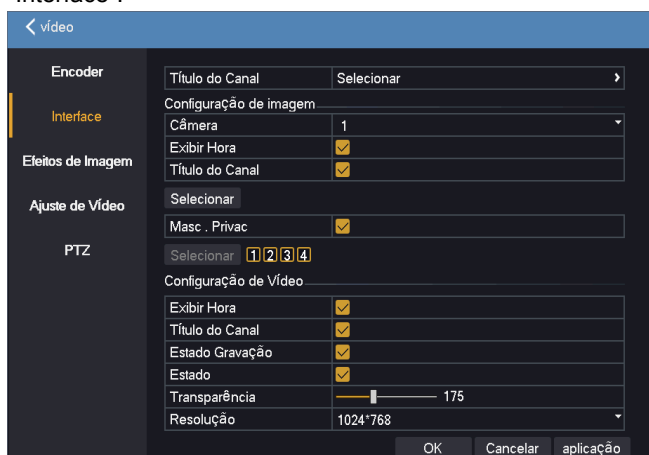 Interface :
vídeo
Encoder
Interface
Efeitos de Imagem
Ajuste de Vídeo
PTZ
Título do Canal Selecionar
Configuração de imagem
Câmera 1
Exibir Hora
Título do Canal
Selecionar
Masc . Privac
Selecionar 1 2 3 4
Configuração de Vídeo
Exibir Hora
Título do Canal
Estado Gravação
Estado
Transparência 175
Resolução 1024*768
OK Cancelar aplicação